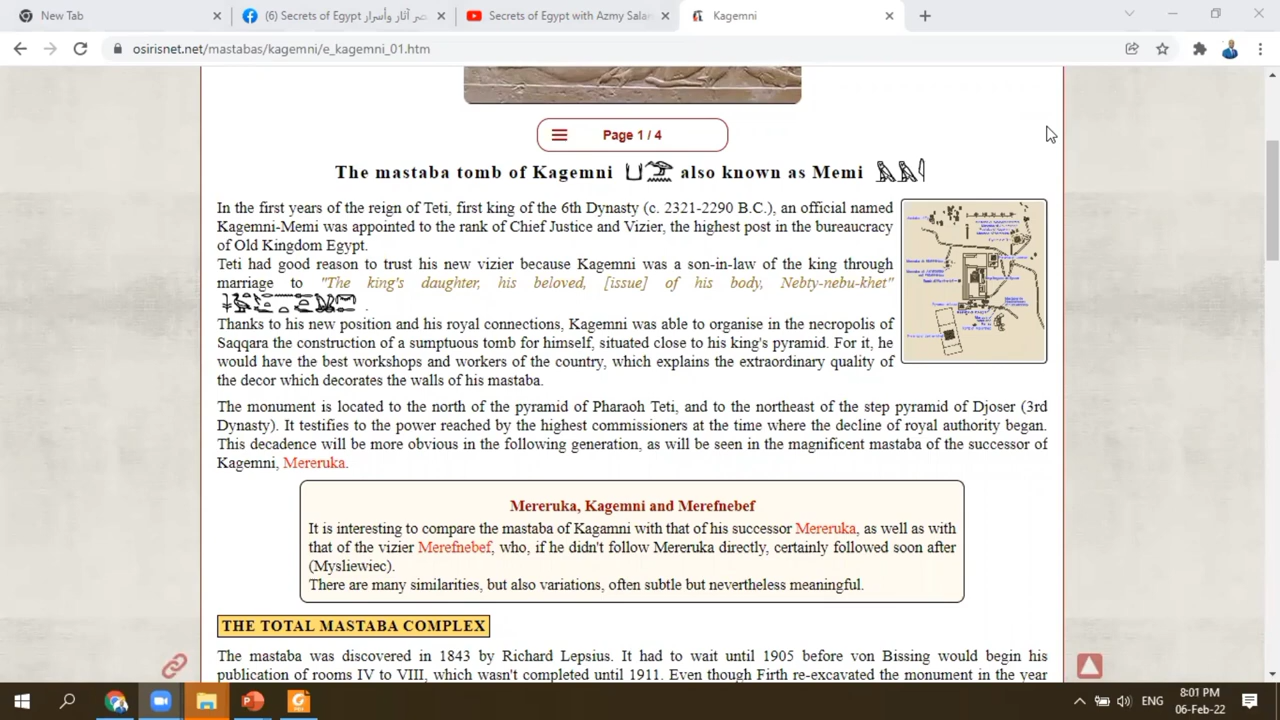 New Tab
(6) Secrets of Egypt مصر آثار وأسرار
Secrets of Egypt with Azmy Salar
Kagemni
osirisnet.net/mastabas/kagemni/e_kagemni_01.htm
Page 1 / 4
The mastaba tomb of Kagemni also known as Memi
In the first years of the reign of Teti, first king of the 6th Dynasty (c. 2321-2290 B.C.), an official named
Kagemni-Memi was appointed to the rank of Chief Justice and Vizier, the highest post in the bureaucracy
of Old Kingdom Egypt.
Teti had good reason to trust his new vizier because Kagemni was a son-in-law of the king through
marriage to "The king's daughter, his beloved, [issue] of his body, Nebty-nebu-khet"
.
Thanks to his new position and his royal connections, Kagemni was able to organise in the necropolis of
Saqqara the construction of a sumptuous tomb for himself, situated close to his king's pyramid. For it, he
would have the best workshops and workers of the country, which explains the extraordinary quality of
the decor which decorates the walls of his mastaba.
The monument is located to the north of the pyramid of Pharaoh Teti, and to the northeast of the step pyramid of Djoser (3rd
Dynasty). It testifies to the power reached by the highest commissioners at the time where the decline of royal authority began.
This decadence will be more obvious in the following generation, as will be seen in the magnificent mastaba of the successor of
Kagemni, Mereruka.
Mereruka, Kagemni and Merefnebef
It is interesting to compare the mastaba of Kagamni with that of his successor Mereruka, as well as with
that of the vizier Merefnebef, who, if he didn't follow Mereruka directly, certainly followed soon after
(Mysliewiec).
There are many similarities, but also variations, often subtle but nevertheless meaningful.
THE TOTAL MASTABA COMPLEX
The mastaba was discovered in 1843 by Richard Lepsius. It had to wait until 1905 before von Bissing would begin his
publication of rooms IV to VIII, which wasn't completed until 1911. Even though Firth re-excavated the monument in the year
ENG
8:01 PM
06-Feb-22